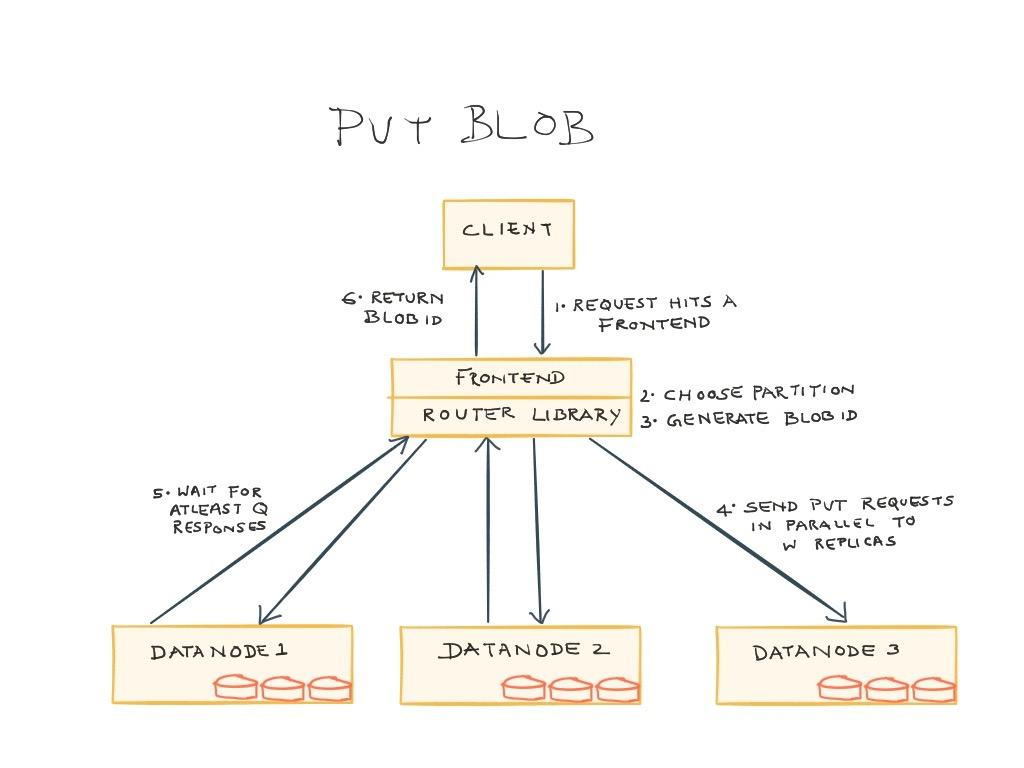 PUT BLOB
CLIENT
6. RETURN
BLOB ID
1. REQUEST HITS A
FRONTEND
FRONTEND
ROUTER LIBRARY
2. CHOOSE PARTITION
3. GENERATE BLOB ID
5. WAIT FOR
ATLEAST Q
RESPONSES
4. SEND PUT REQUESTS
IN PARALLEL TO
W REPLICAS
DATANODE 1
DATANODE 2
DATANODE 3